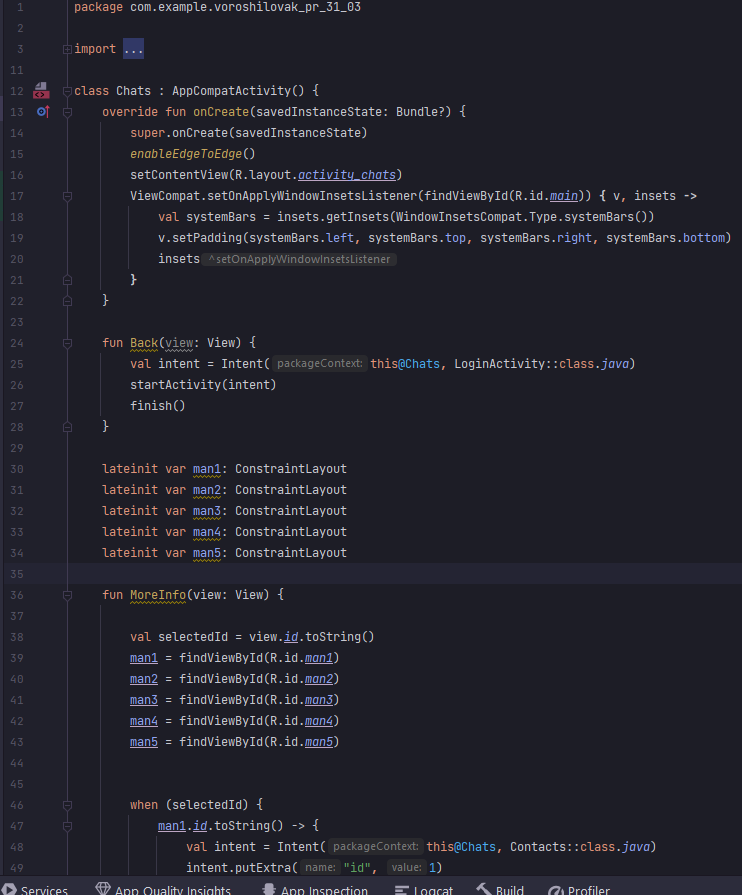 1 package com.example.voroshilovak_pr_31_03
2
3 import ...
11
12 class Chats : AppCompatActivity() {
13 override fun onCreate(savedInstanceState: Bundle?) {
14 super.onCreate(savedInstanceState)
15 enableEdgeToEdge()
16 setContentView(R.layout.activity_chats)
17 ViewCompat.setOnApplyWindowInsetsListener(findViewById(R.id.main)) { v, insets ->
18 val systemBars = insets.getInsets(WindowInsetsCompat.Type.systemBars())
19 v.setPadding(systemBars.left, systemBars.top, systemBars.right, systemBars.bottom)
20 insets ^setOnApplyWindowInsetsListener
21 }
22 }
23
24 fun Back(view: View) {
25 val intent = Intent( packageContext: this@Chats, LoginActivity::class.java)
26 startActivity(intent)
27 finish()
28 }
29
30 lateinit var man1: ConstraintLayout
31 lateinit var man2: ConstraintLayout
32 lateinit var man3: ConstraintLayout
33 lateinit var man4: ConstraintLayout
34 lateinit var man5: ConstraintLayout
35
36 fun MoreInfo(view: View) {
37
38 val selectedId = view.id.toString()
39 man1 = findViewById(R.id.man1)
40 man2 = findViewById(R.id.man2)
41 man3 = findViewById(R.id.man3)
42 man4 = findViewById(R.id.man4)
43 man5 = findViewById(R.id.man5)
44
45
46 when (selectedId) {
47 man1.id.toString() -> {
48 val intent = Intent( packageContext: this@Chats, Contacts::class.java)
49 intent.putExtra( name: "id", value: 1)
Services App Quality Insights App Inspection Logcat Build Profiler